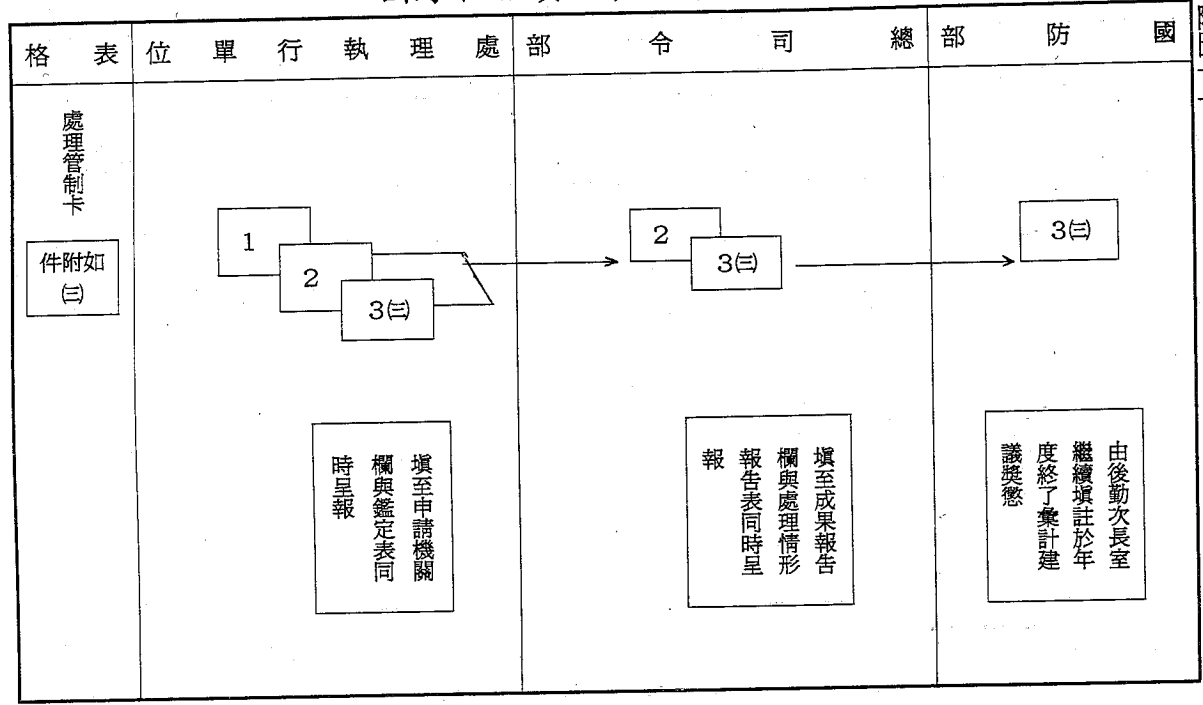 國防部
總司令部
處理執行單位
表格
處理管制卡
如附件
㈢
1
2
3㈢
2
3㈢
3㈢
填至申請機關
欄與鑑定表同
時呈報
填至成果報告
欄與處理情形
報告表同時呈
報
由後勤次長室
繼續填註於年
度終了彙計建
議獎懲